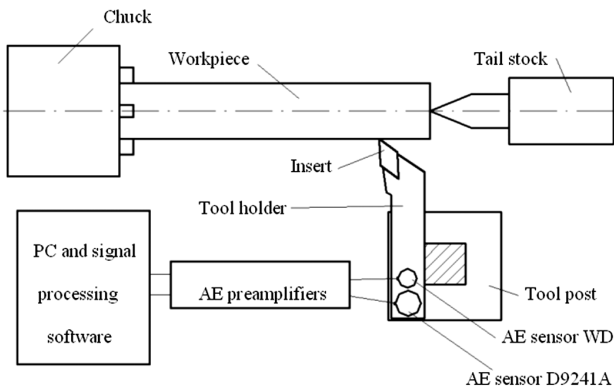 Chuck
Workpiece
Tail stock
Insert
Tool holder
PC and signal
processing
software
AE preamplifiers
Tool post
AE sensor WD
AE sensor D9241A